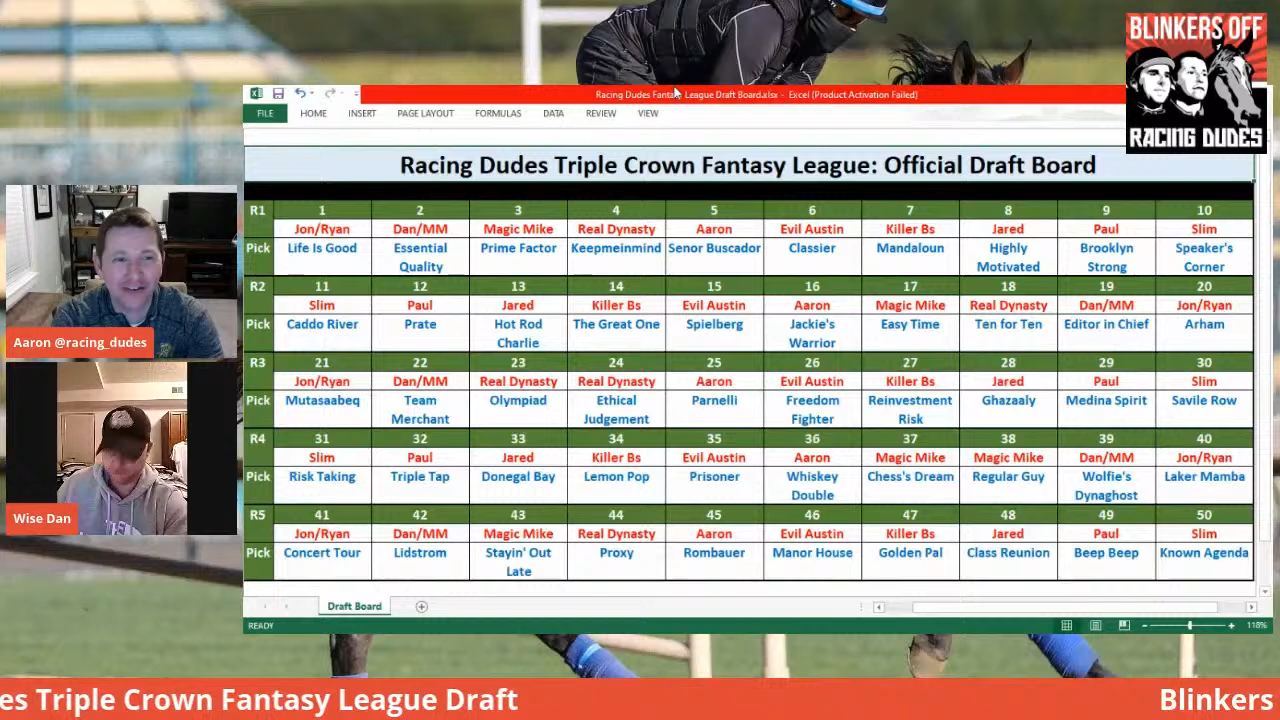 BLINKERS OFF
RACING DUDES
Racing Dudes Fantasy League Draft Board.xlsx - Excel (Product Activation Failed)
FILE HOME INSERT PAGE LAYOUT FORMULAS DATA REVIEW VIEW
Racing Dudes Triple Crown Fantasy League: Official Draft Board
R1 1 2 3 4 5 6 7 8 9 10
Jon/Ryan Dan/MM Magic Mike Real Dynasty Aaron Evil Austin Killer Bs Jared Paul Slim
Pick Life Is Good Essential Prime Factor Keepmeinmind Senor Buscador Classier Mandaloun Highly Brooklyn Speaker's
Quality Motivated Strong Corner
R2 11 12 13 14 15 16 17 18 19 20
Slim Paul Jared Killer Bs Evil Austin Aaron Magic Mike Real Dynasty Dan/MM Jon/Ryan
Pick Caddo River Prate Hot Rod The Great One Spielberg Jackie's Easy Time Ten for Ten Editor in Chief Arham
Charlie Warrior
R3 21 22 23 24 25 26 27 28 29 30
Jon/Ryan Dan/MM Real Dynasty Real Dynasty Aaron Evil Austin Killer Bs Jared Paul Slim
Pick Mutasaabeq Team Olympiad Ethical Parnelli Freedom Reinvestment Ghazaaly Medina Spirit Savile Row
Merchant Judgement Fighter Risk
R4 31 32 33 34 35 36 37 38 39 40
Slim Paul Jared Killer Bs Evil Austin Aaron Magic Mike Magic Mike Dan/MM Jon/Ryan
Pick Risk Taking Triple Tap Donegal Bay Lemon Pop Prisoner Whiskey Chess's Dream Regular Guy Wolfie's Laker Mamba
Double Dynaghost
R5 41 42 43 44 45 46 47 48 49 50
Jon/Ryan Dan/MM Magic Mike Real Dynasty Aaron Evil Austin Killer Bs Jared Paul Slim
Pick Concert Tour Lidstrom Stayin' Out Proxy Rombauer Manor House Golden Pal Class Reunion Beep Beep Known Agenda
Late
Draft Board
READY 118%
Aaron @racing_dudes
Wise Dan
es Triple Crown Fantasy League Draft Blinkers